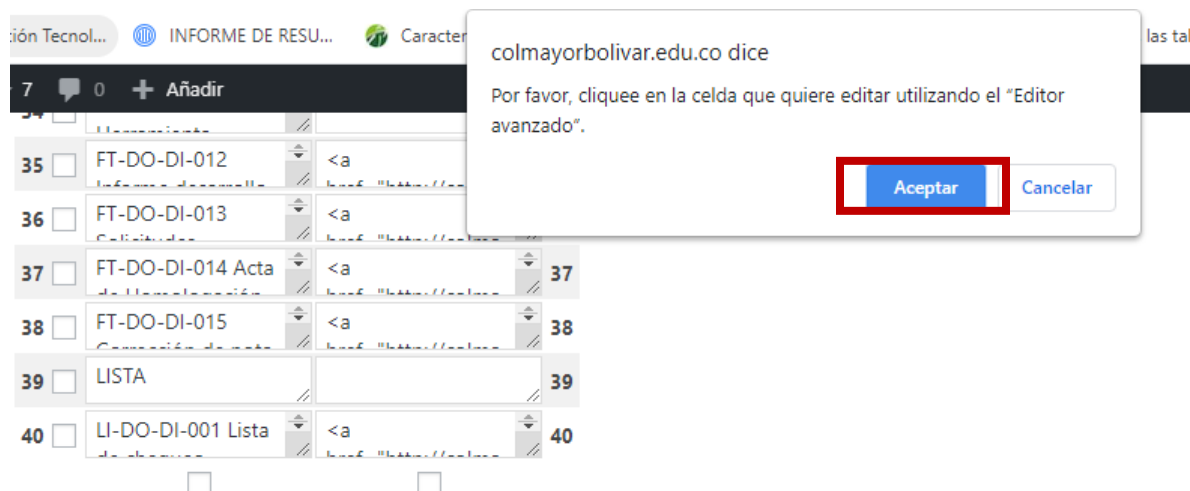 ión Tecnol... INFORME DE RESU... Caracter las tal
7 0 + Añadir
colmayorbolivar.edu.co dice
Por favor, cliquee en la celda que quiere editar utilizando el "Editor
avanzado".
Aceptar Cancelar
35 FT-DO-DI-012 <a
36 FT-DO-DI-013 <a
37 FT-DO-DI-014 Acta <a 37
38 FT-DO-DI-015 <a 38
39 LISTA 39
40 LI-DO-DI-001 Lista <a 40